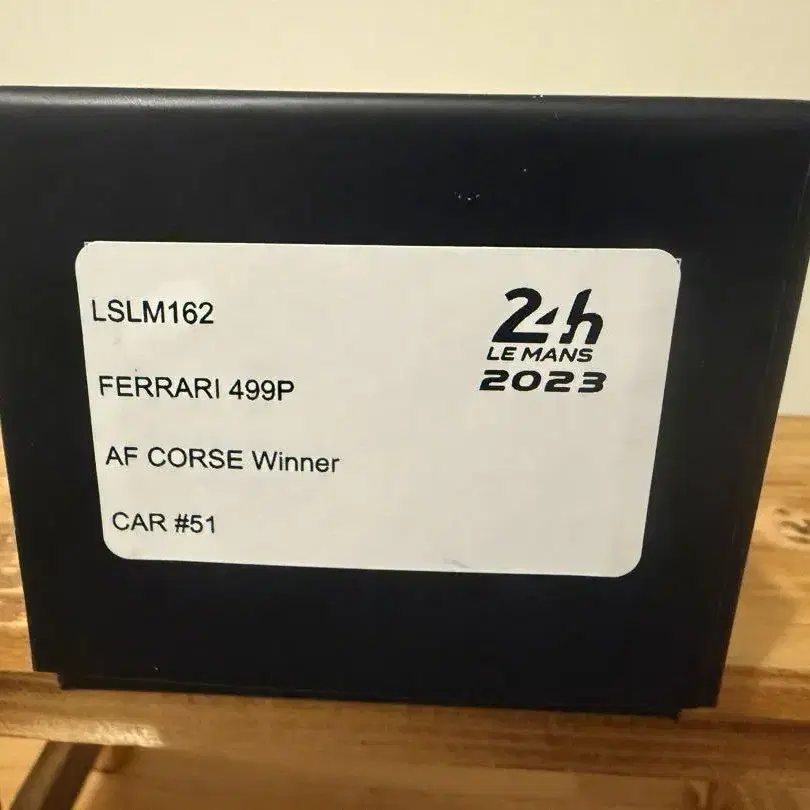 LSLM162
FERRARI 499P
AF CORSE Winner
CAR #51
24h
LE MANS
2023